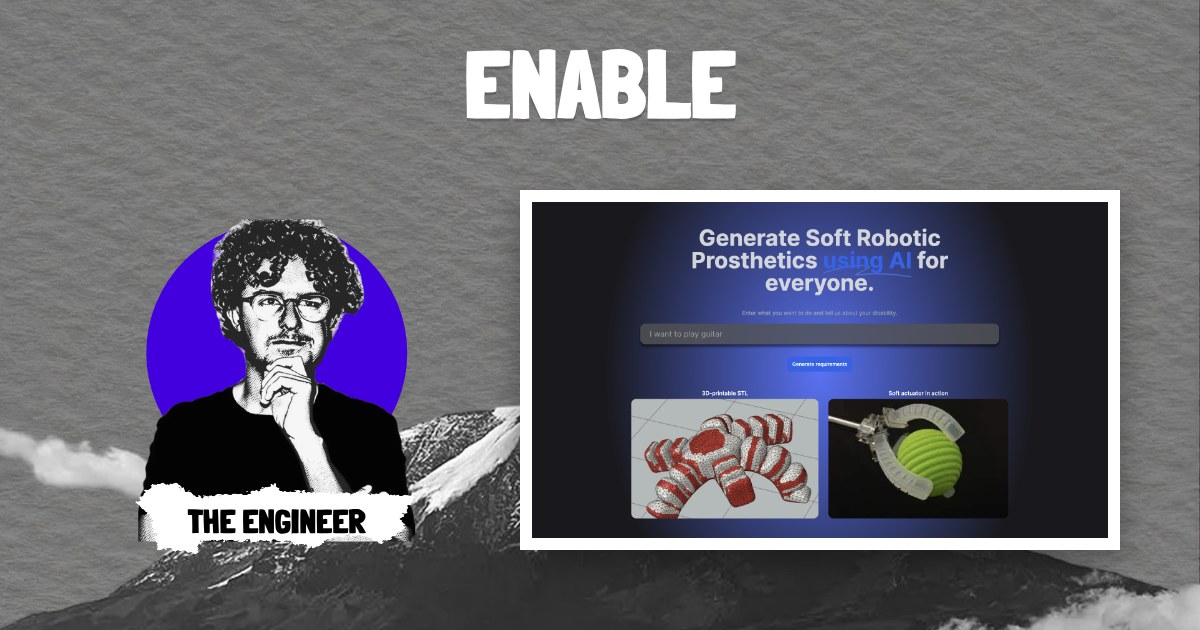 ENABLE
THE ENGINEER
Generate Soft Robotic
Prosthetics using AI for
everyone.
Enter what you want to do and tell us about your disability.
I want to play guitar
Generate requirements
3D-printable STL
Soft actuator in action